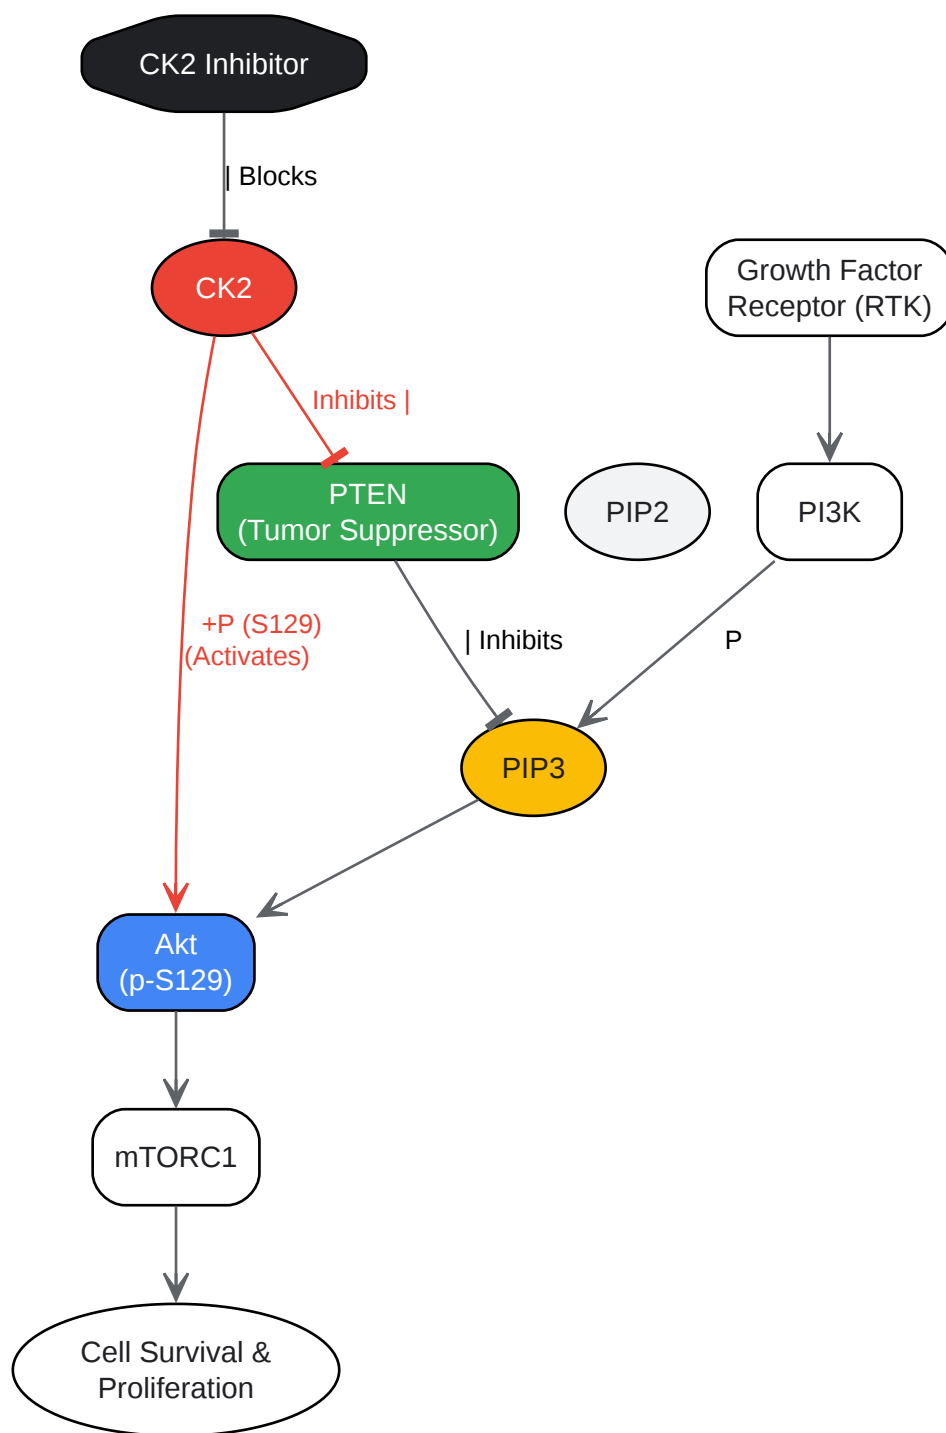 CK2 Inhibitor
| Blocks
CK2
Growth Factor
Receptor (RTK)
Inhibits |
PTEN
(Tumor Suppressor)
PIP2
PI3K
+P (S129)
(Activates)
| Inhibits
P
PIP3
Akt
(p-S129)
mTORC1
Cell Survival &
Proliferation